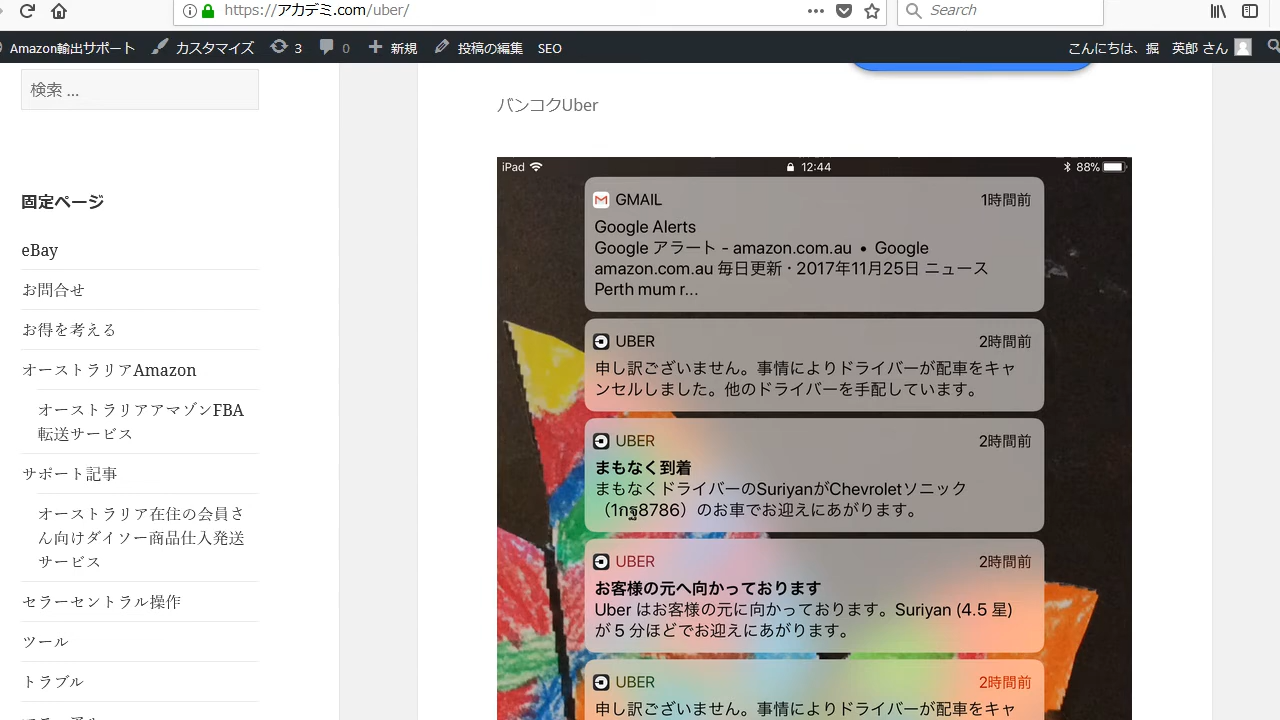 https://アカデミ.com/uber/
Search
Amazon輸出サポート カスタマイズ 3 0 新規 投稿の編集 SEO こんにちは、掘 英郎 さん
検索 ...
固定ページ
eBay
お問合せ
お得を考える
オーストラリアAmazon
オーストラリアアマゾンFBA
転送サービス
サポート記事
オーストラリア在住の会員さ
ん向けダイソー商品仕入発送
サービス
セラーセントラル操作
ツール
トラブル
バンコクUber
iPad 12:44 88%
GMAIL 1時間前
Google Alerts
Google アラート - amazon.com.au • Google
amazon.com.au 毎日更新 · 2017年11月25日 ニュース
Perth mum r...
UBER 2時間前
申し訳ございません。事情によりドライバーが配車をキャ
ンセルしました。他のドライバーを手配しています。
UBER 2時間前
まもなく到着
まもなくドライバーのSuriyanがChevroletソニック
（1กฐ8786）のお車でお迎えにあがります。
UBER 2時間前
お客様の元へ向かっております
Uber はお客様の元に向かっております。Suriyan (4.5 星)
が 5 分ほどでお迎えにあがります。
UBER 2時間前
申し訳ございません。事情によりドライバーが配車をキャ